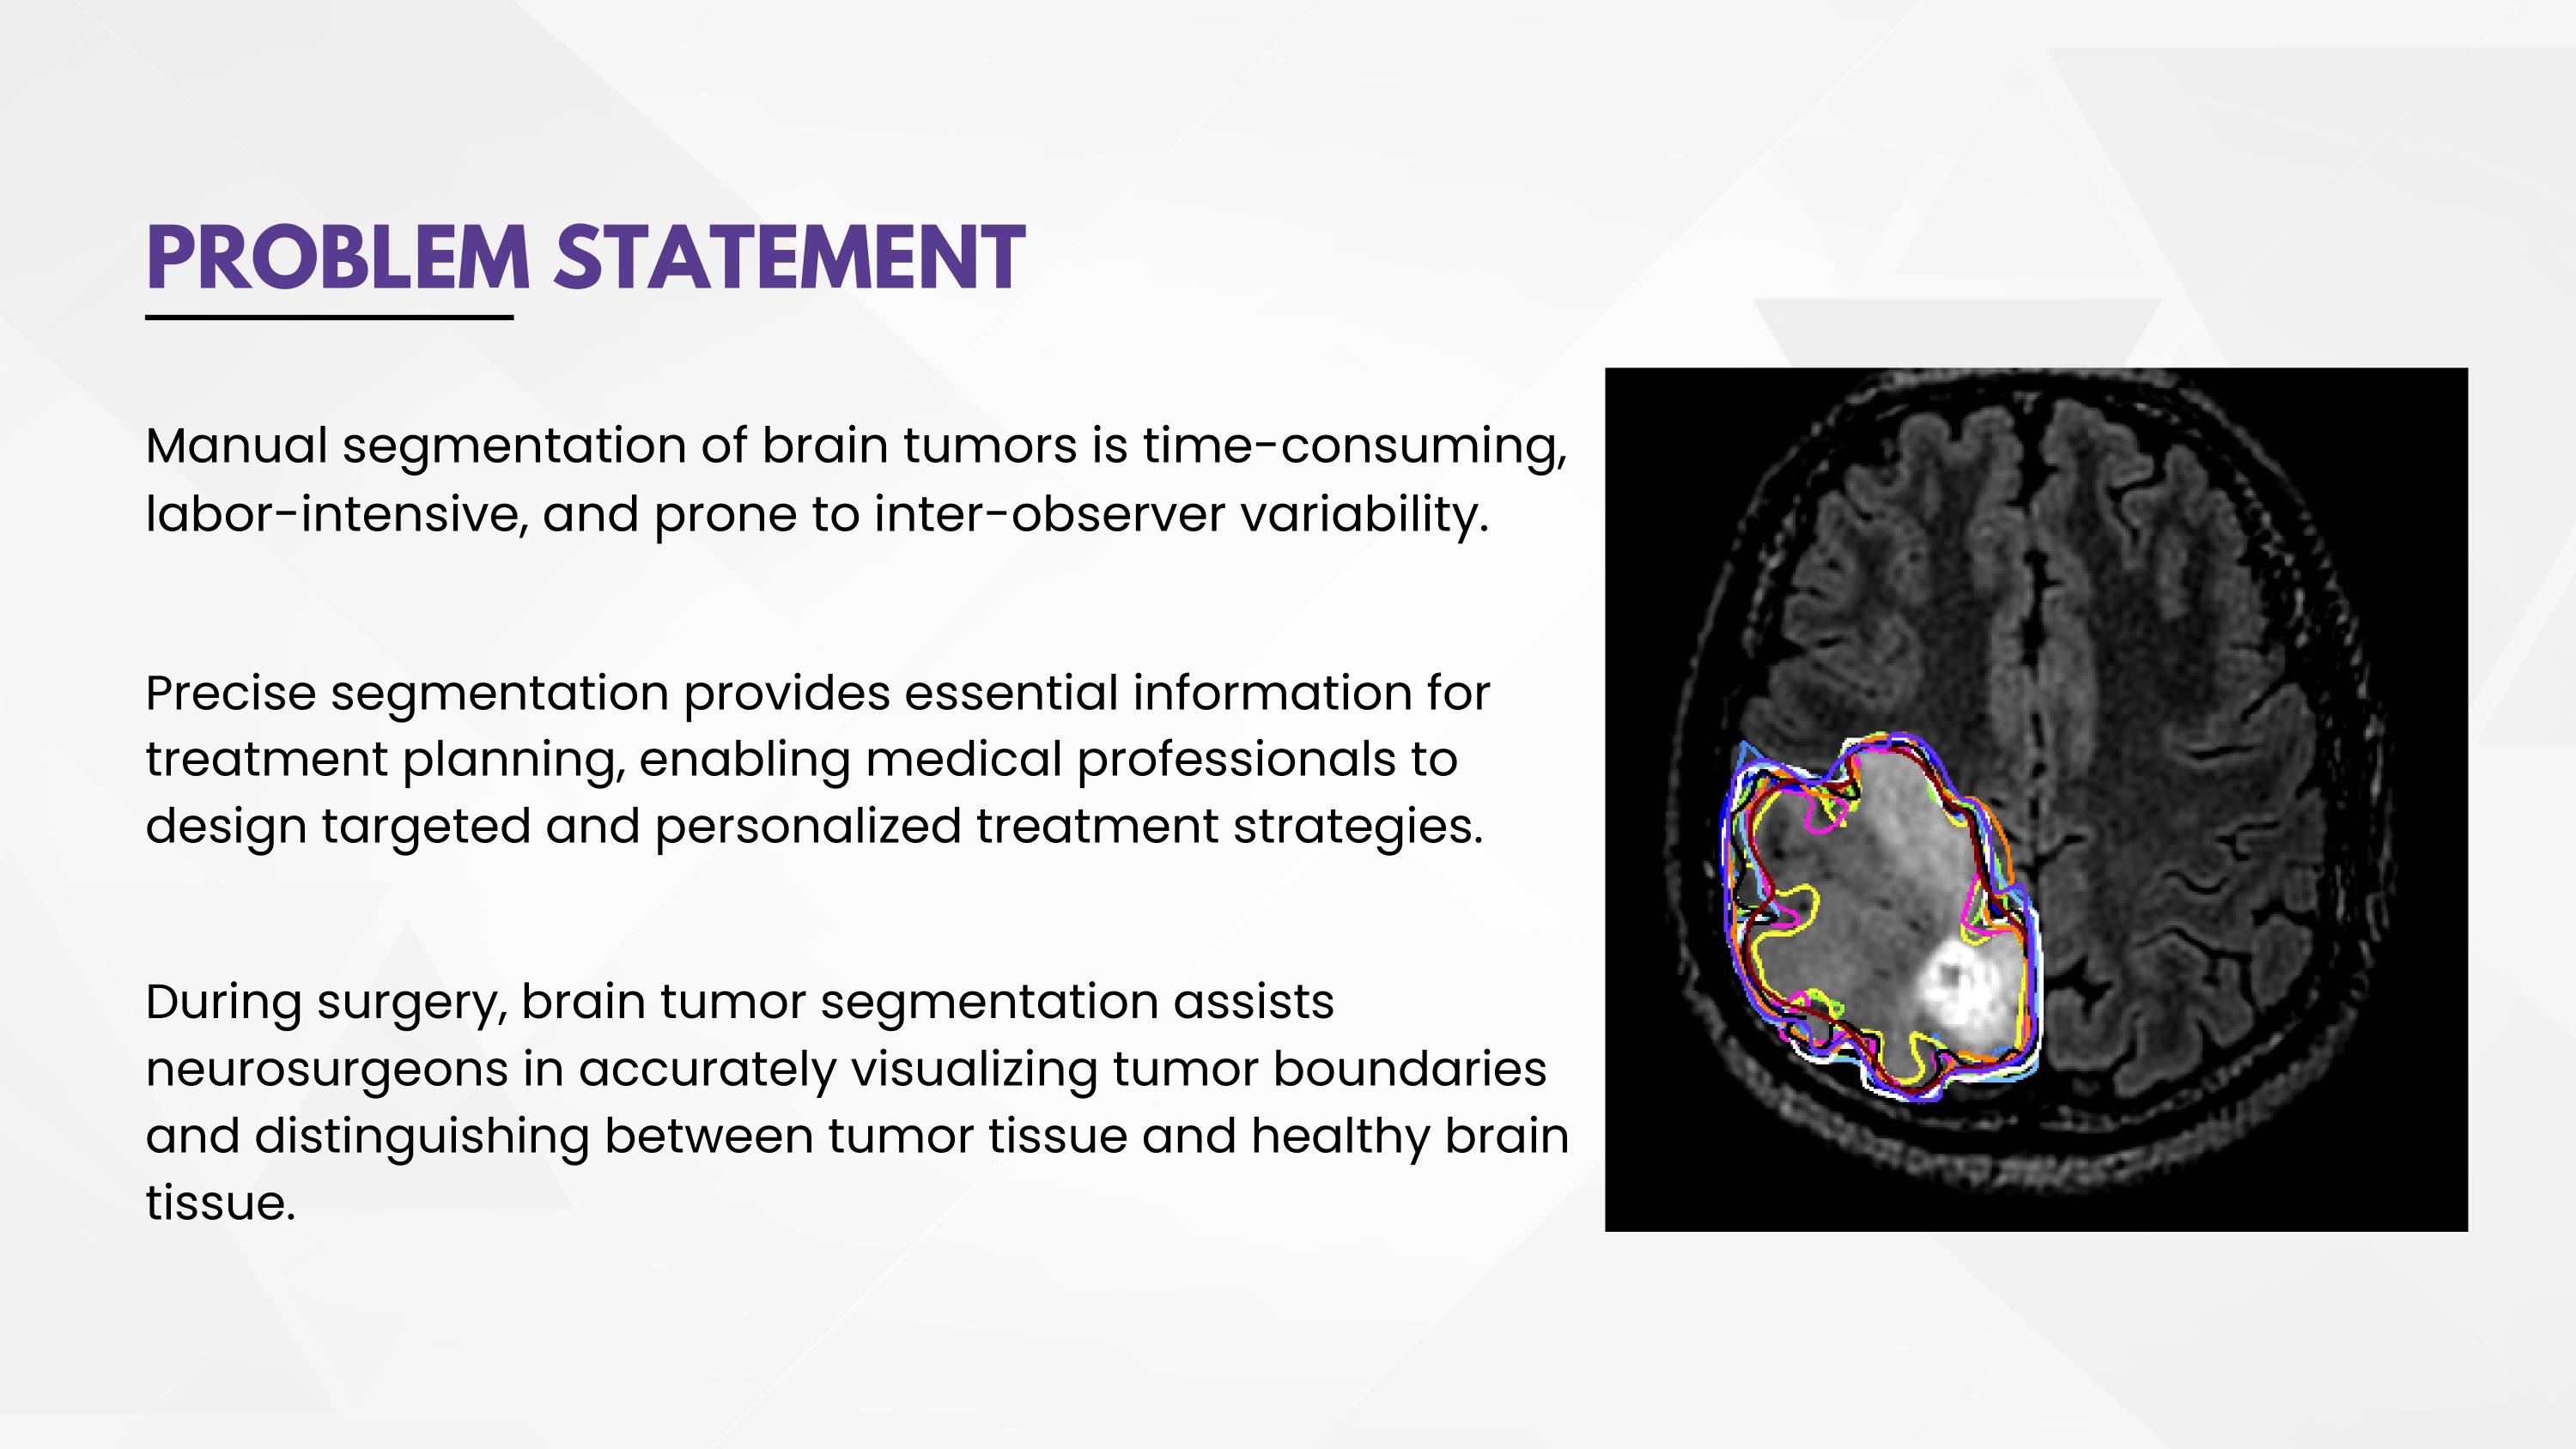 PROBLEM STATEMENT
Manual segmentation of brain tumors is time-consuming,
labor-intensive, and prone to inter-observer variability.
Precise segmentation provides essential information for
treatment planning, enabling medical professionals to
design targeted and personalized treatment strategies.
During surgery, brain tumor segmentation assists
neurosurgeons in accurately visualizing tumor boundaries
and distinguishing between tumor tissue and healthy brain
tissue.